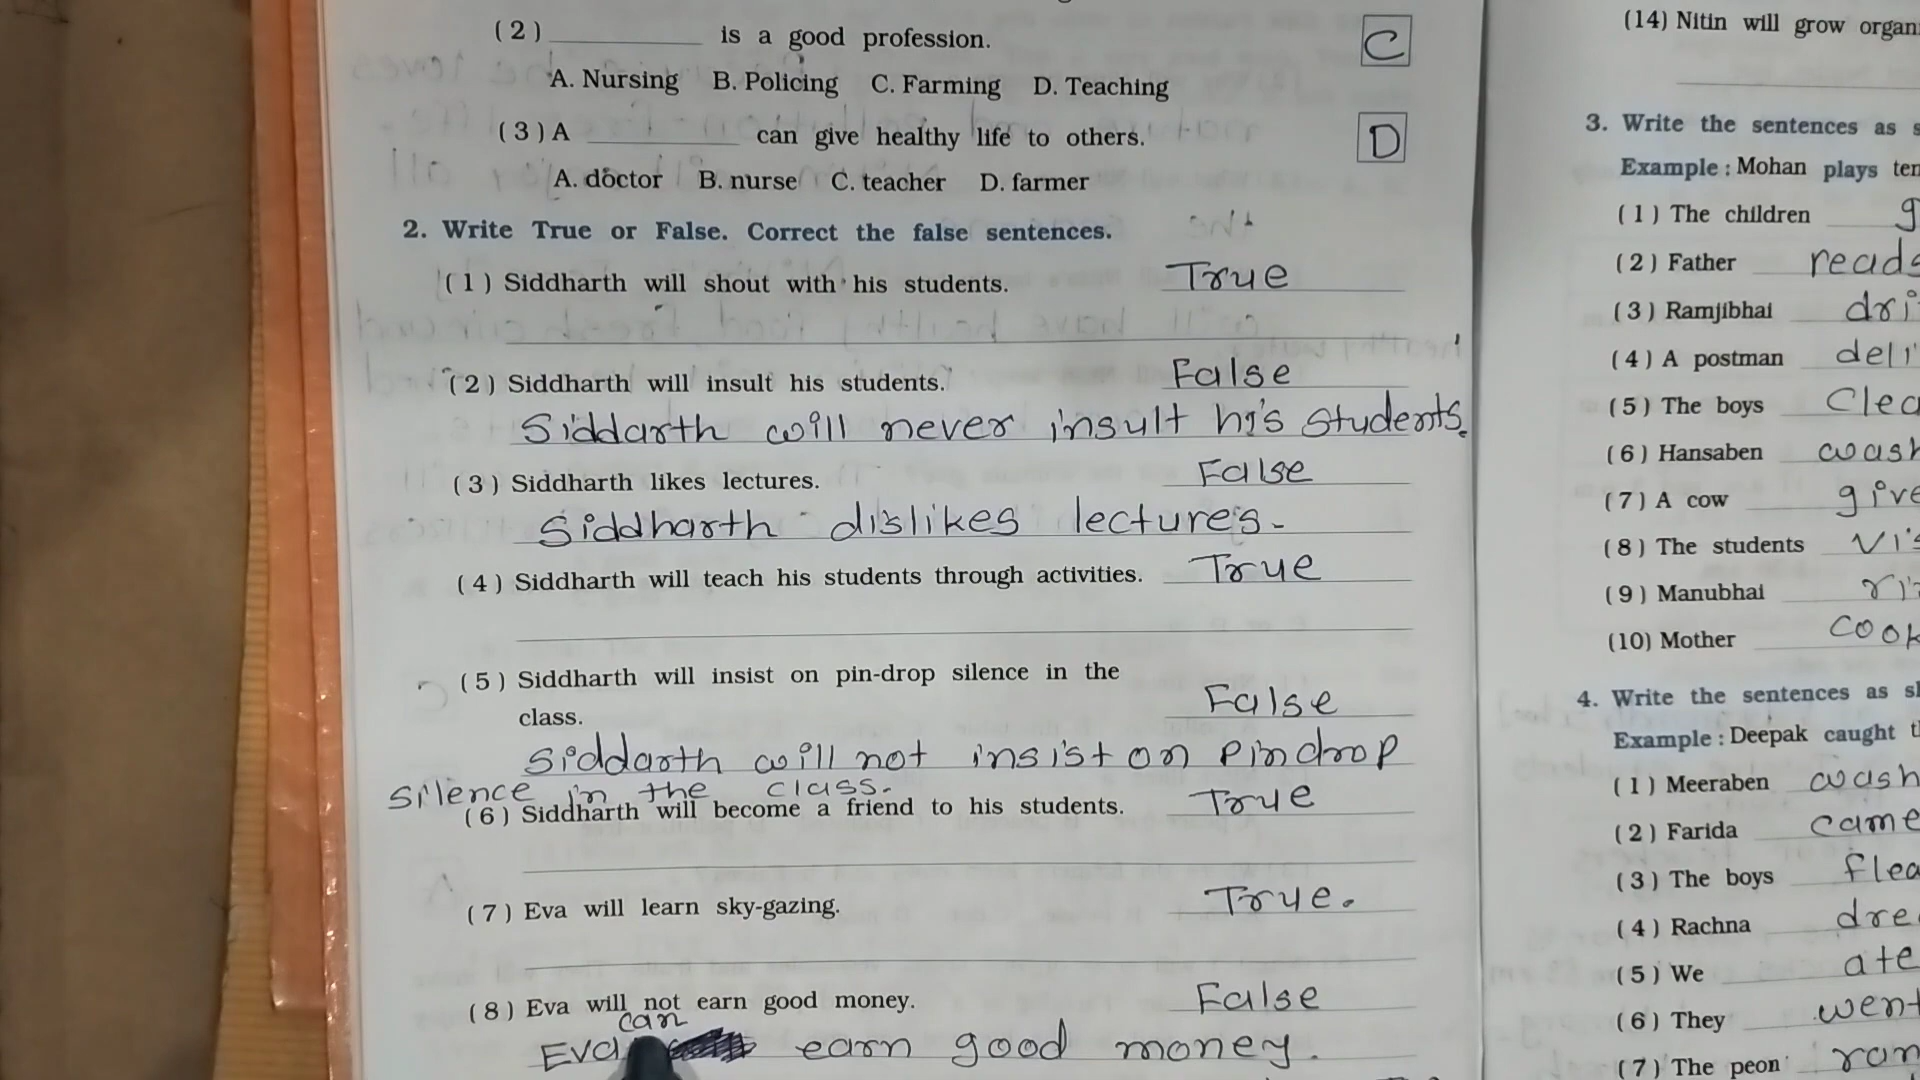 (2) ________ is a good profession. C
A. Nursing B. Policing C. Farming D. Teaching
(3) A ________ can give healthy life to others. D
A. doctor B. nurse C. teacher D. farmer
2. Write True or False. Correct the false sentences.
(1) Siddharth will shout with his students. True
(2) Siddharth will insult his students. False
Siddarth will never insult his students.
(3) Siddharth likes lectures. False
Siddharth dislikes lectures.
(4) Siddharth will teach his students through activities. True
(5) Siddharth will insist on pin-drop silence in the
class. False
Siddarth will not insist on pindrop
silence in the class.
(6) Siddharth will become a friend to his students. True
(7) Eva will learn sky-gazing. True.
(8) Eva will not earn good money. False
can
Eva earn good money.
(14) Nitin will grow
3. Write the sentences as
Example : Mohan plays
(1) The children
(2) Father reads
(3) Ramjibhai
(4) A postman
(5) The boys
(6) Hansaben
(7) A cow
(8) The students
(9) Manubhai
(10) Mother
4. Write the sentences as
Example : Deepak caught
(1) Meeraben
(2) Farida came
(3) The boys
(4) Rachna
(5) We ate
(6) They went
(7) The peon ran